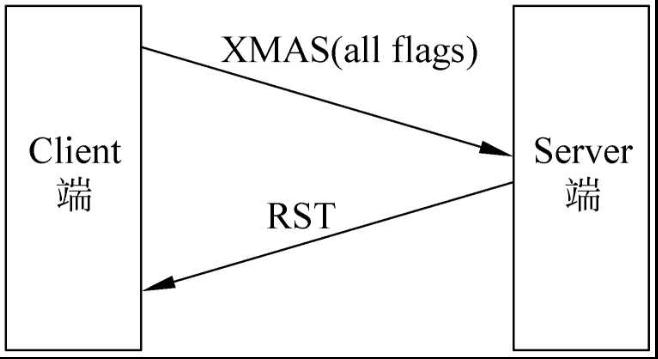 XMAS(all flags)
Client
端
Server
端
RST